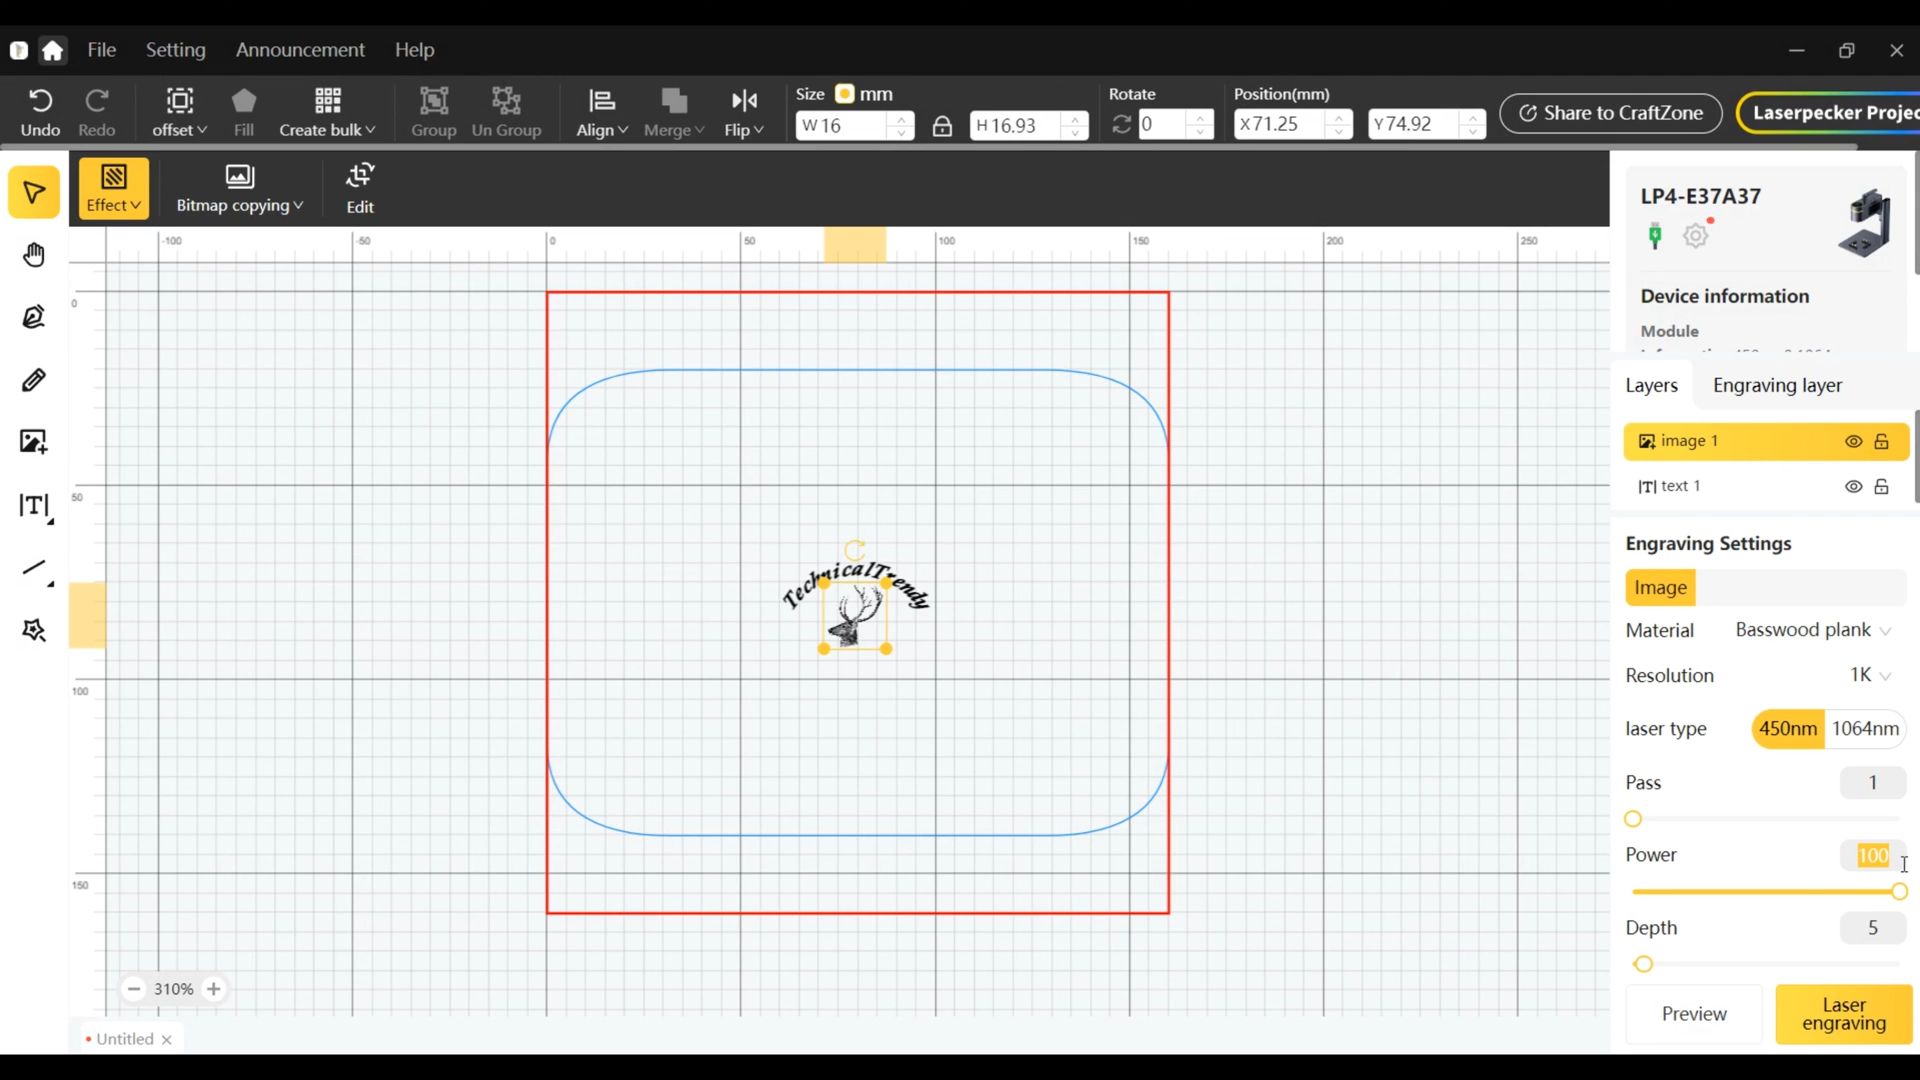 File Setting Announcement Help
Undo Redo offset Fill Create bulk Group Un Group Align Merge Flip
Size mm
W 16 H 16.93
Rotate
0
Position(mm)
X 71.25 Y 74.92
Share to CraftZone
Laserpecker Projec
Effect Bitmap copying Edit
-100 -50 0 50 100 150 200 250
0
50
100
150
TechnicalTrendy
310%
Untitled
LP4-E37A37
Device information
Module
Layers Engraving layer
image 1
text 1
Engraving Settings
Image
Material Basswood plank
Resolution 1K
laser type 450nm 1064nm
Pass 1
Power 100
Depth 5
Preview
Laser
engraving